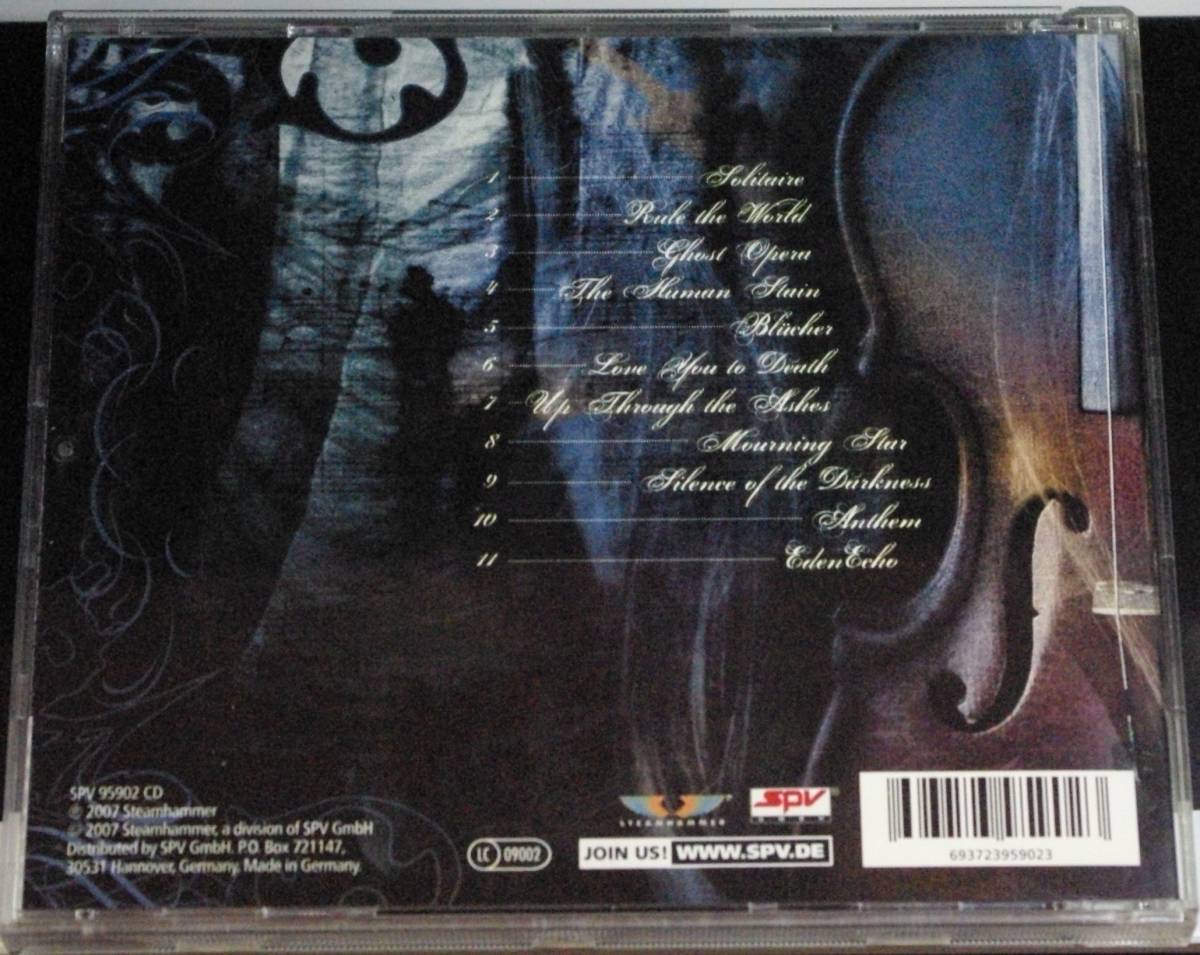 1 Solitaire
2 Rule the World
3 Ghost Opera
4 The Human Stain
5 Blücher
6 Love You to Death
7 Up Through the Ashes
8 Mourning Star
9 Silence of the Darkness
10 Anthem
11 EdenEcho
SPV 95902 CD
℗ 2007 Steamhammer
© 2007 Steamhammer, a division of SPV GmbH
Distributed by SPV GmbH. P.O. Box 721147,
30531 Hannover, Germany. Made in Germany.
LC 09002
STEAMHAMMER
SPV
JOIN US! WWW.SPV.DE
693723959023